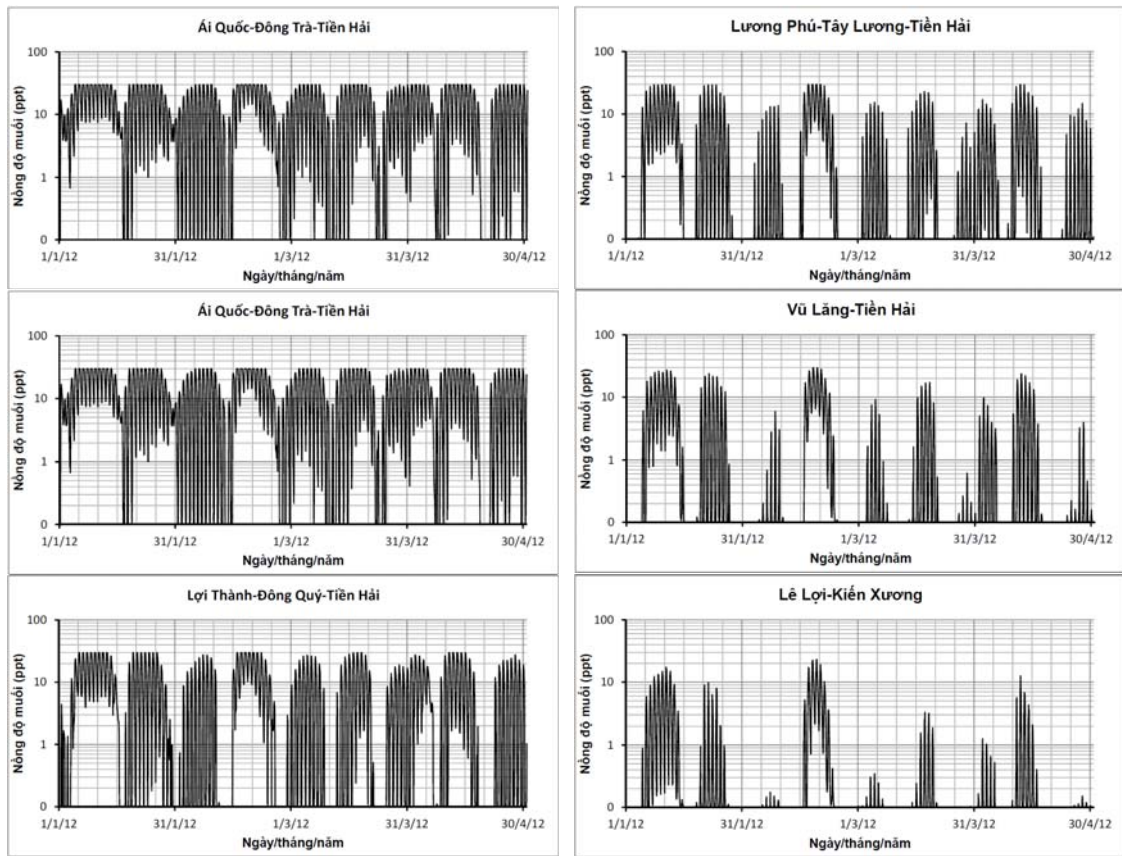 Ái Quốc-Đông Trà-Tiền Hải
100
10
1
0
Nồng độ muối (ppt)
1/1/12 31/1/12 1/3/12 31/3/12 30/4/12
Ngày/tháng/năm
Lương Phú-Tây Lương-Tiền Hải
100
10
1
0
Nồng độ muối (ppt)
1/1/12 31/1/12 1/3/12 31/3/12 30/4/12
Ngày/tháng/năm
Ái Quốc-Đông Trà-Tiền Hải
100
10
1
0
Nồng độ muối (ppt)
1/1/12 31/1/12 1/3/12 31/3/12 30/4/12
Ngày/tháng/năm
Vũ Lăng-Tiền Hải
100
10
1
0
Nồng độ muối (ppt)
1/1/12 31/1/12 1/3/12 31/3/12 30/4/12
Ngày/tháng/năm
Lợi Thành-Đông Quý-Tiền Hải
100
10
1
0
Nồng độ muối (ppt)
1/1/12 31/1/12 1/3/12 31/3/12 30/4/12
Ngày/tháng/năm
Lê Lợi-Kiến Xương
100
10
1
0
Nồng độ muối (ppt)
1/1/12 31/1/12 1/3/12 31/3/12 30/4/12
Ngày/tháng/năm